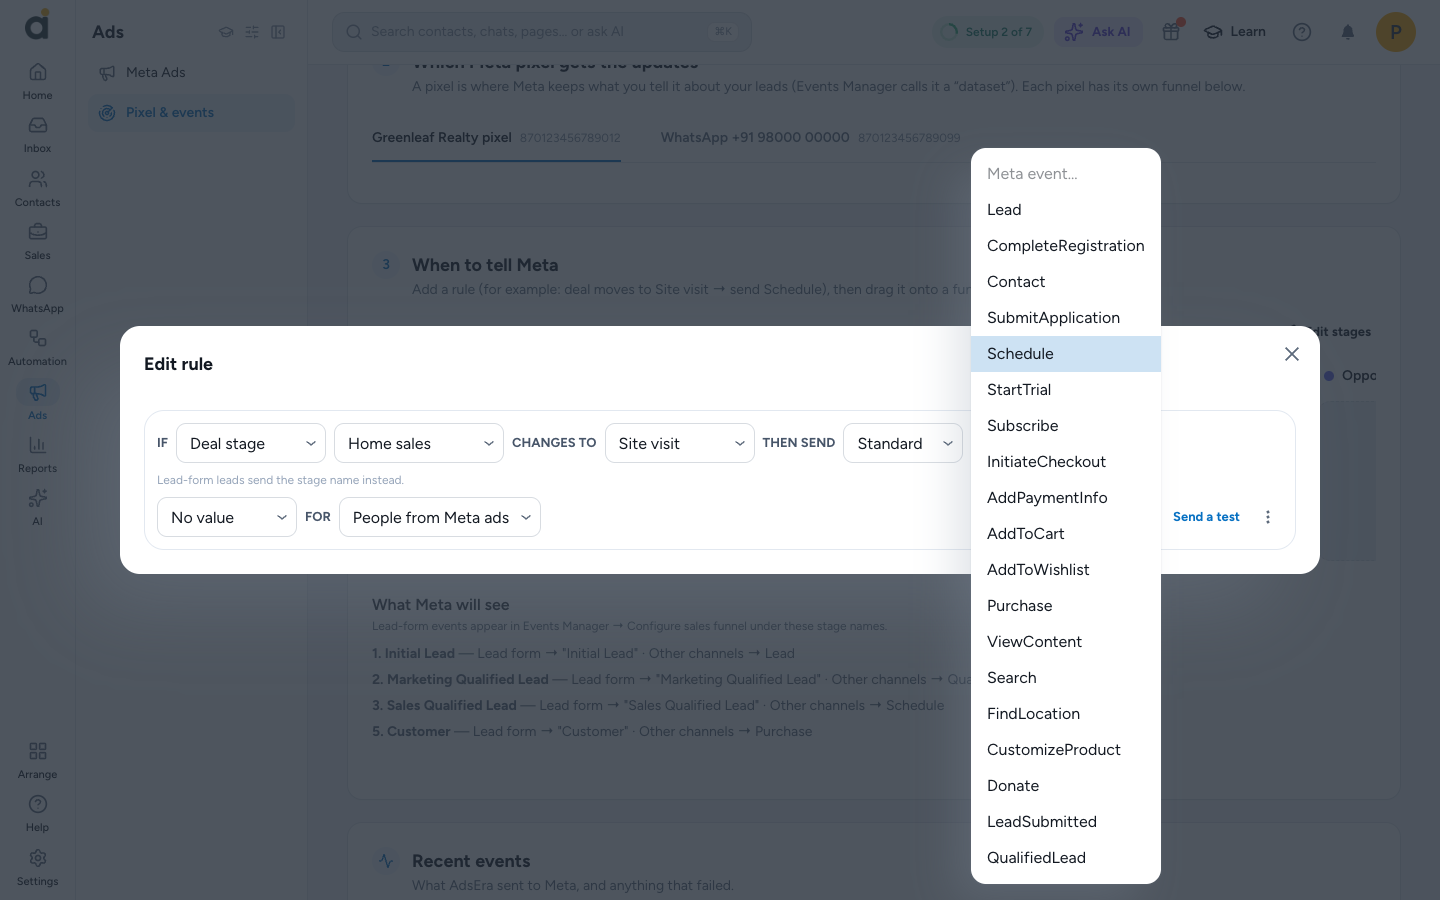 Ads
Search contacts, chats, pages... or ask AI
⌘K
Setup 2 of 7
Ask AI
Learn
P
Home
Inbox
Contacts
Sales
WhatsApp
Automation
Ads
Reports
AI
Arrange
Help
Settings
Meta Ads
Pixel & events
Which Meta pixel gets the updates
A pixel is where Meta keeps what you tell it about your leads (Events Manager calls it a "dataset"). Each pixel has its own funnel below.
Greenleaf Realty pixel 870123456789012
WhatsApp +91 98000 00000 870123456789099
3 When to tell Meta
Add a rule (for example: deal moves to Site visit → send Schedule), then drag it onto a
Edit rule
IF Deal stage Home sales CHANGES TO Site visit THEN SEND Standard
Lead-form leads send the stage name instead.
No value FOR People from Meta ads
Send a test
Meta event...
Lead
CompleteRegistration
Contact
SubmitApplication
Schedule
StartTrial
Subscribe
InitiateCheckout
AddPaymentInfo
AddToCart
AddToWishlist
Purchase
ViewContent
Search
FindLocation
CustomizeProduct
Donate
LeadSubmitted
QualifiedLead
stages
What Meta will see
Lead-form events appear in Events Manager → Configure sales funnel under these stage names.
1. Initial Lead — Lead form → "Initial Lead" · Other channels → Lead
2. Marketing Qualified Lead — Lead form → "Marketing Qualified Lead" · Other channels →
3. Sales Qualified Lead — Lead form → "Sales Qualified Lead" · Other channels → Schedule
5. Customer — Lead form → "Customer" · Other channels → Purchase
Recent events
What AdsEra sent to Meta, and anything that failed.